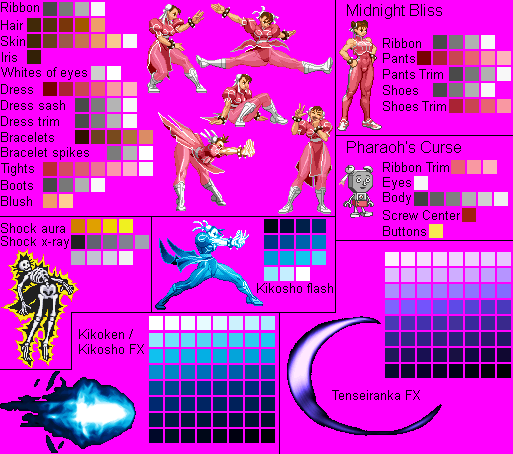 Ribbon
Hair
Skin
Iris
Whites of eyes
Dress
Dress sash
Dress trim
Bracelets
Bracelet spikes
Tights
Boots
Blush
Midnight Bliss
Ribbon
Pants
Pants Trim
Shoes
Shoes Trim
Pharaoh's Curse
Ribbon Trim
Eyes
Body
Screw Center
Buttons
Shock aura
Shock x-ray
Kikosho flash
Kikoken /
Kikosho FX
Tenseiranka FX